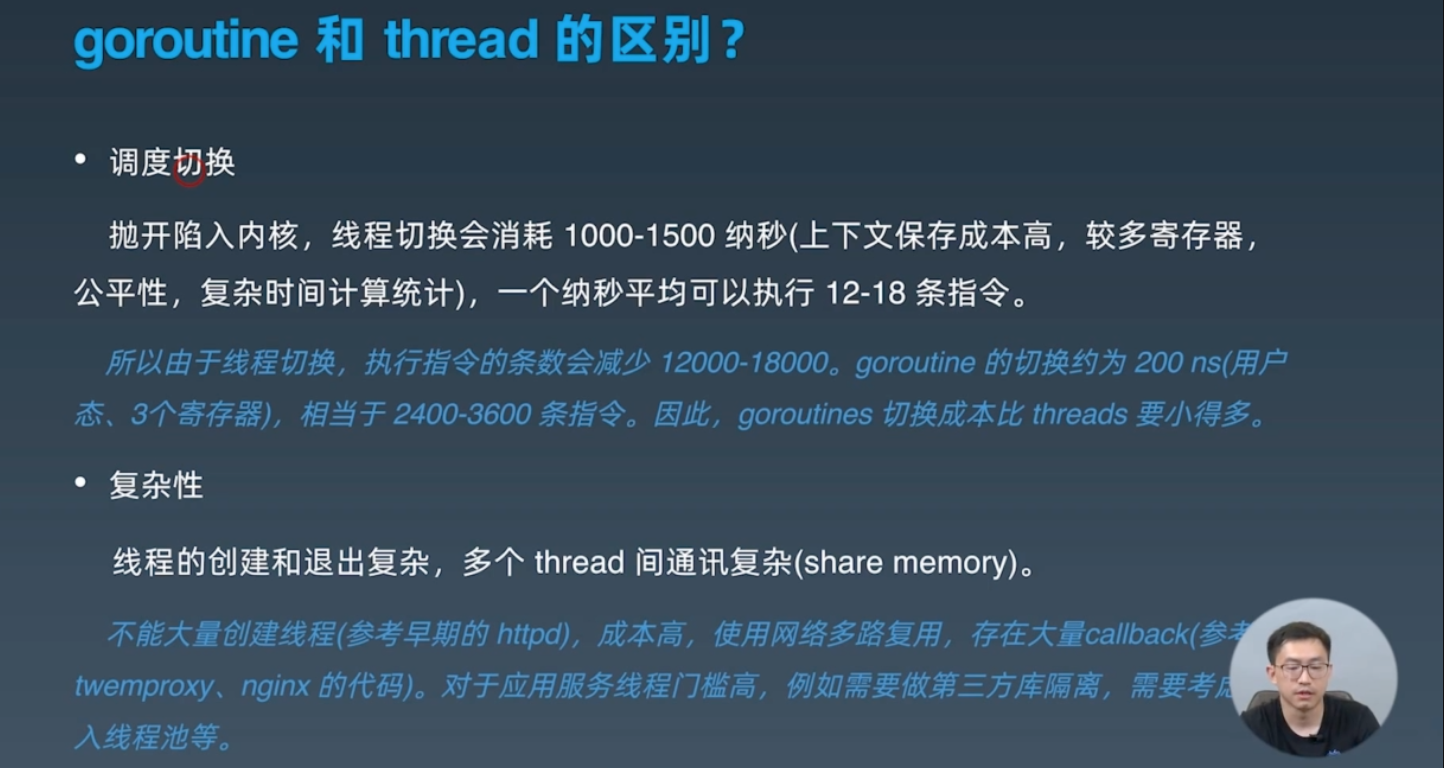 goroutine 和 thread 的区别?
• 调度切换
抛开陷入内核，线程切换会消耗 1000-1500 纳秒(上下文保存成本高，较多寄存器，
公平性，复杂时间计算统计)，一个纳秒平均可以执行 12-18 条指令。
所以由于线程切换，执行指令的条数会减少 12000-18000。goroutine 的切换约为 200 ns(用户
态、3个寄存器)，相当于 2400-3600 条指令。因此，goroutines 切换成本比 threads 要小得多。
• 复杂性
线程的创建和退出复杂，多个 thread 间通讯复杂(share memory)。
不能大量创建线程(参考早期的 httpd)，成本高，使用网络多路复用，存在大量callback(参考
twemproxy、nginx 的代码)。对于应用服务线程门槛高，例如需要做第三方库隔离，需要考虑
入线程池等。